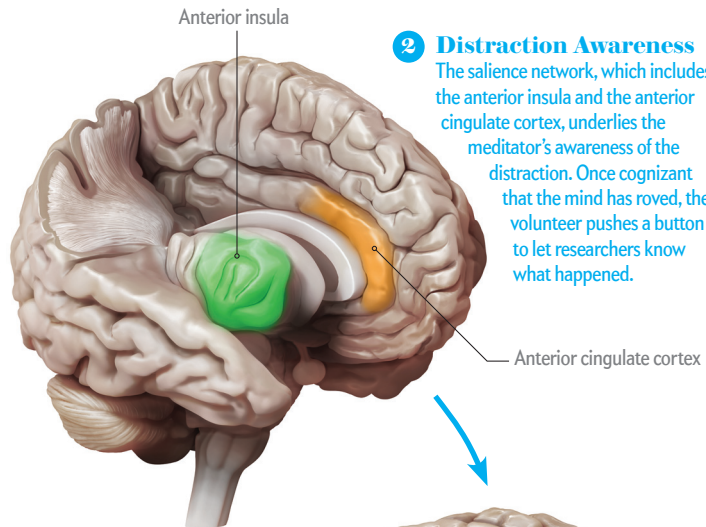 Anterior insula
2 Distraction Awareness
The salience network, which includes
the anterior insula and the anterior
cingulate cortex, underlies the
meditator's awareness of the
distraction. Once cognizant
that the mind has roved, the
volunteer pushes a button
to let researchers know
what happened.
Anterior cingulate cortex